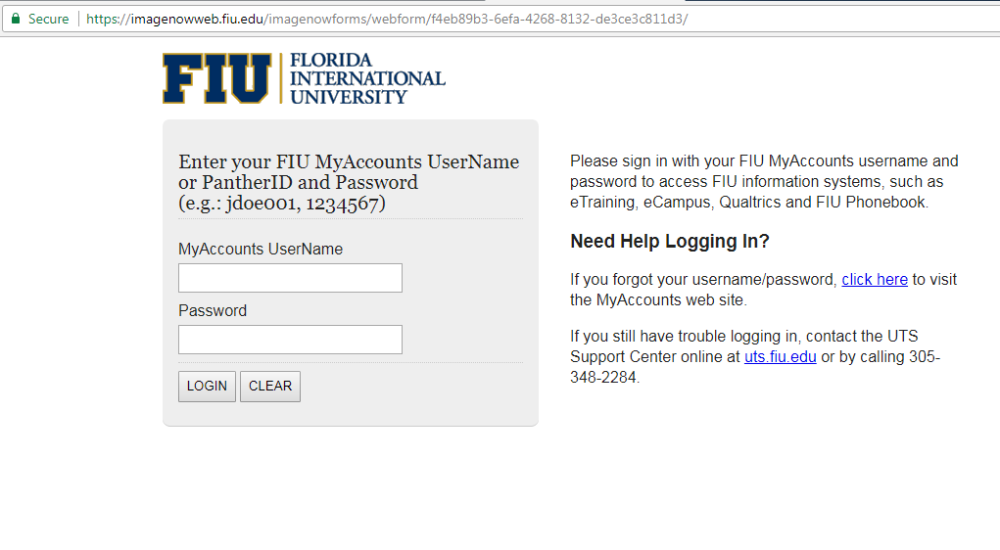 Secure https://imagenowweb.fiu.edu/imagenowforms/webform/f4eb89b3-6efa-4268-8132-de3ce3c811d3/
FIU
FLORIDA
INTERNATIONAL
UNIVERSITY
Enter your FIU MyAccounts UserName
or PantherID and Password
(e.g.: jdoe001, 1234567)
MyAccounts UserName
Password
LOGIN CLEAR
Please sign in with your FIU MyAccounts username and
password to access FIU information systems, such as
eTraining, eCampus, Qualtrics and FIU Phonebook.
Need Help Logging In?
If you forgot your username/password, click here to visit
the MyAccounts web site.
If you still have trouble logging in, contact the UTS
Support Center online at uts.fiu.edu or by calling 305-
348-2284.